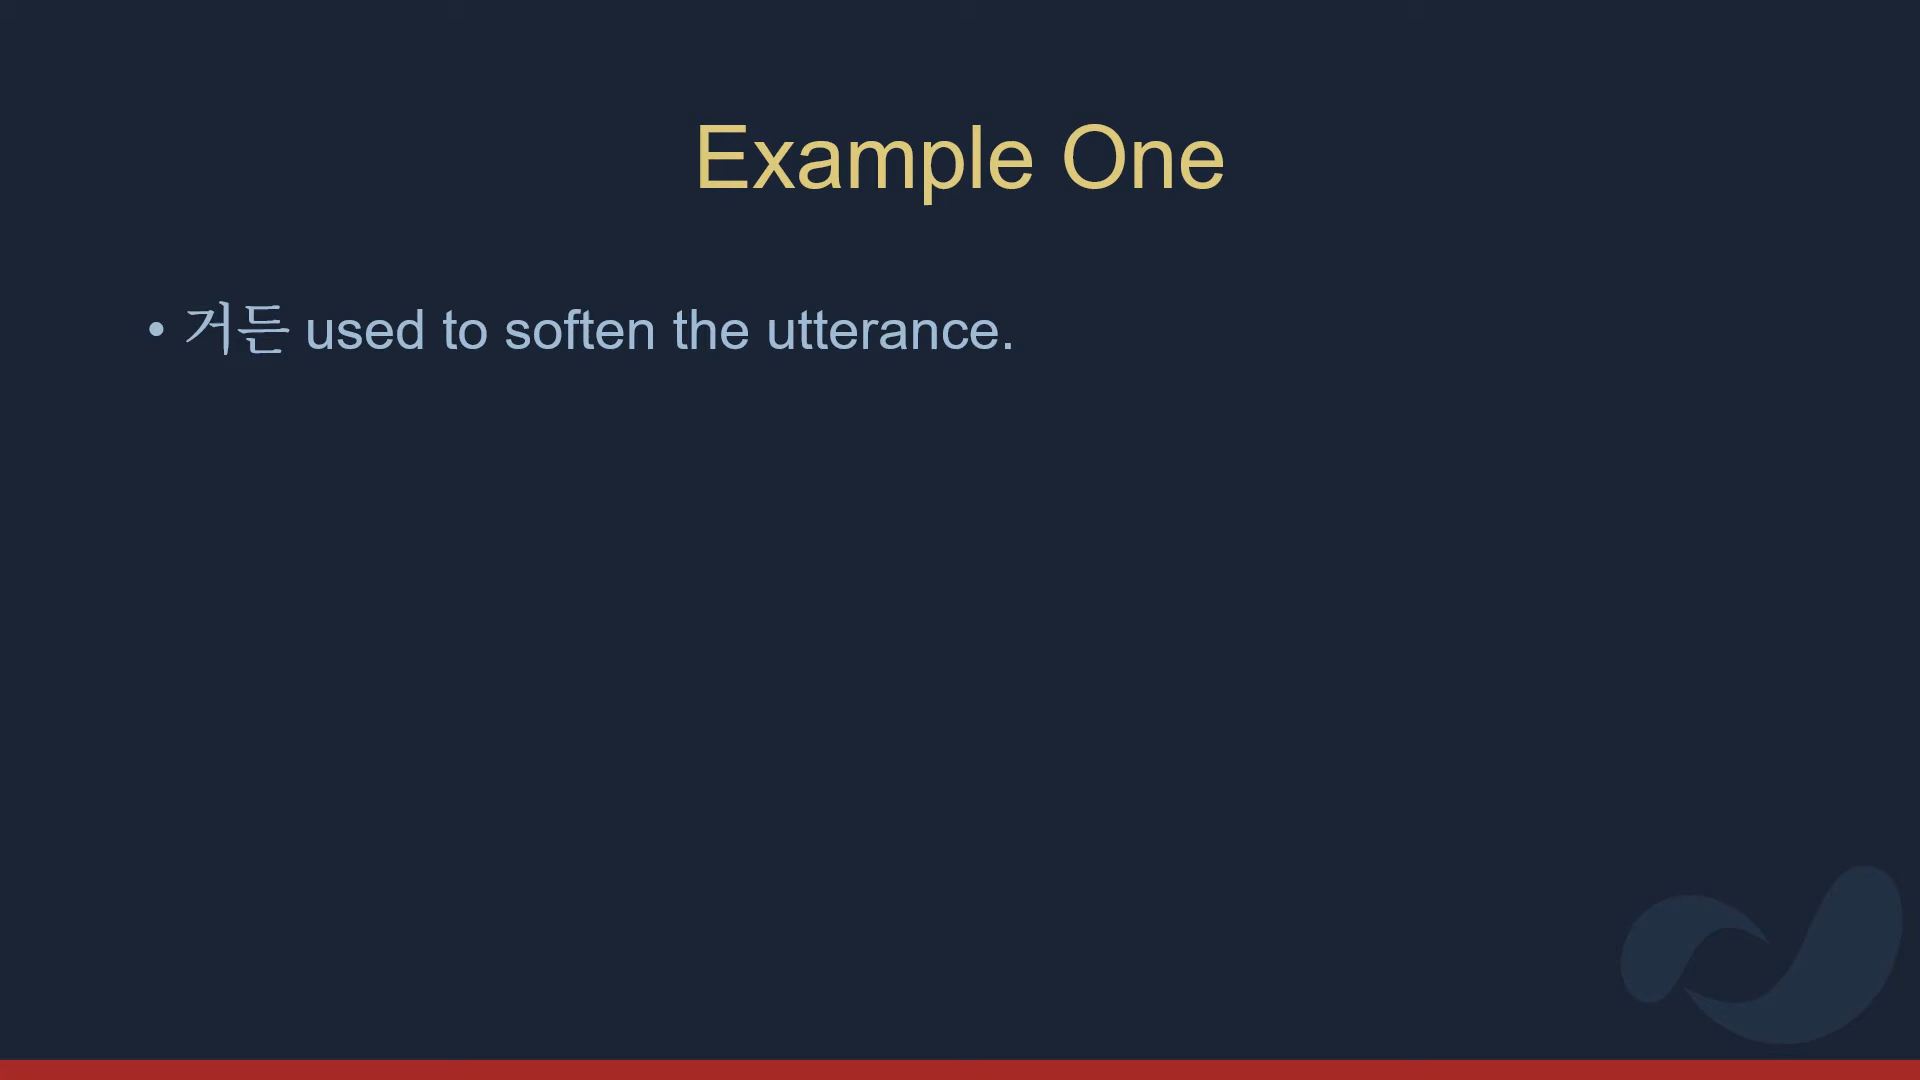 Example One
• 거든 used to soften the utterance.